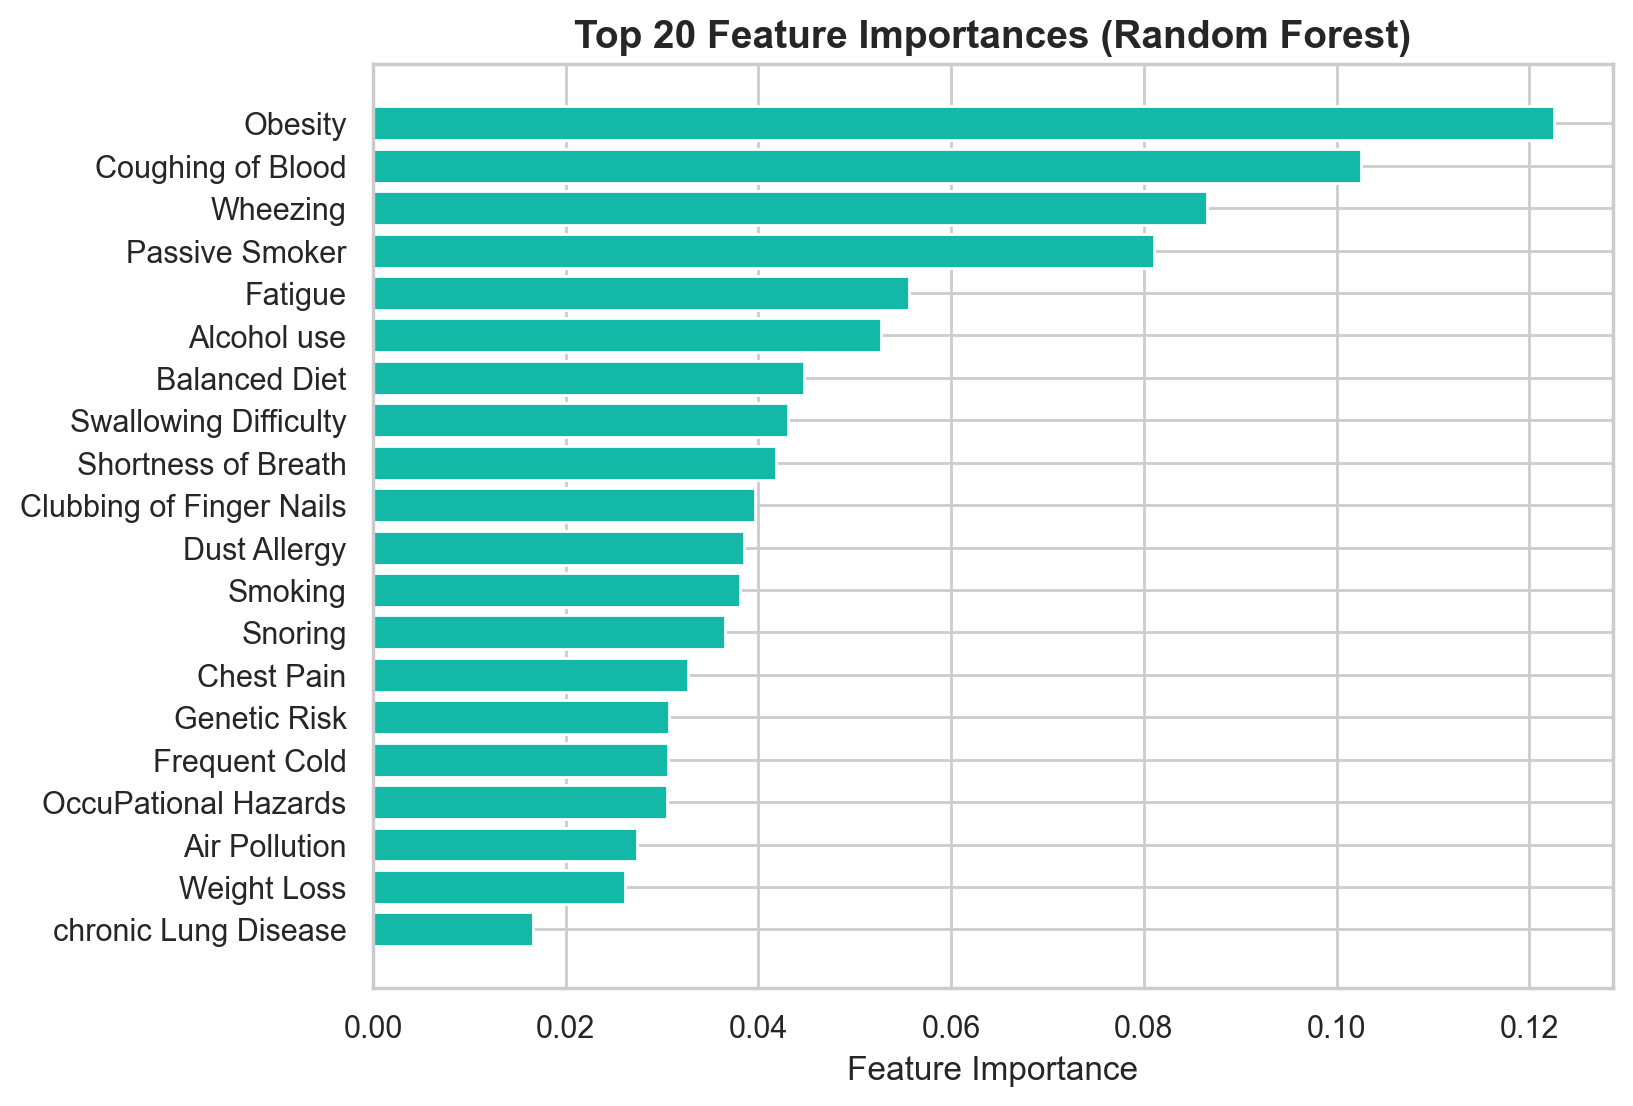 Top 20 Feature Importances (Random Forest)
Obesity
Coughing of Blood
Wheezing
Passive Smoker
Fatigue
Alcohol use
Balanced Diet
Swallowing Difficulty
Shortness of Breath
Clubbing of Finger Nails
Dust Allergy
Smoking
Snoring
Chest Pain
Genetic Risk
Frequent Cold
OccuPational Hazards
Air Pollution
Weight Loss
chronic Lung Disease
0.00 0.02 0.04 0.06 0.08 0.10 0.12
Feature Importance